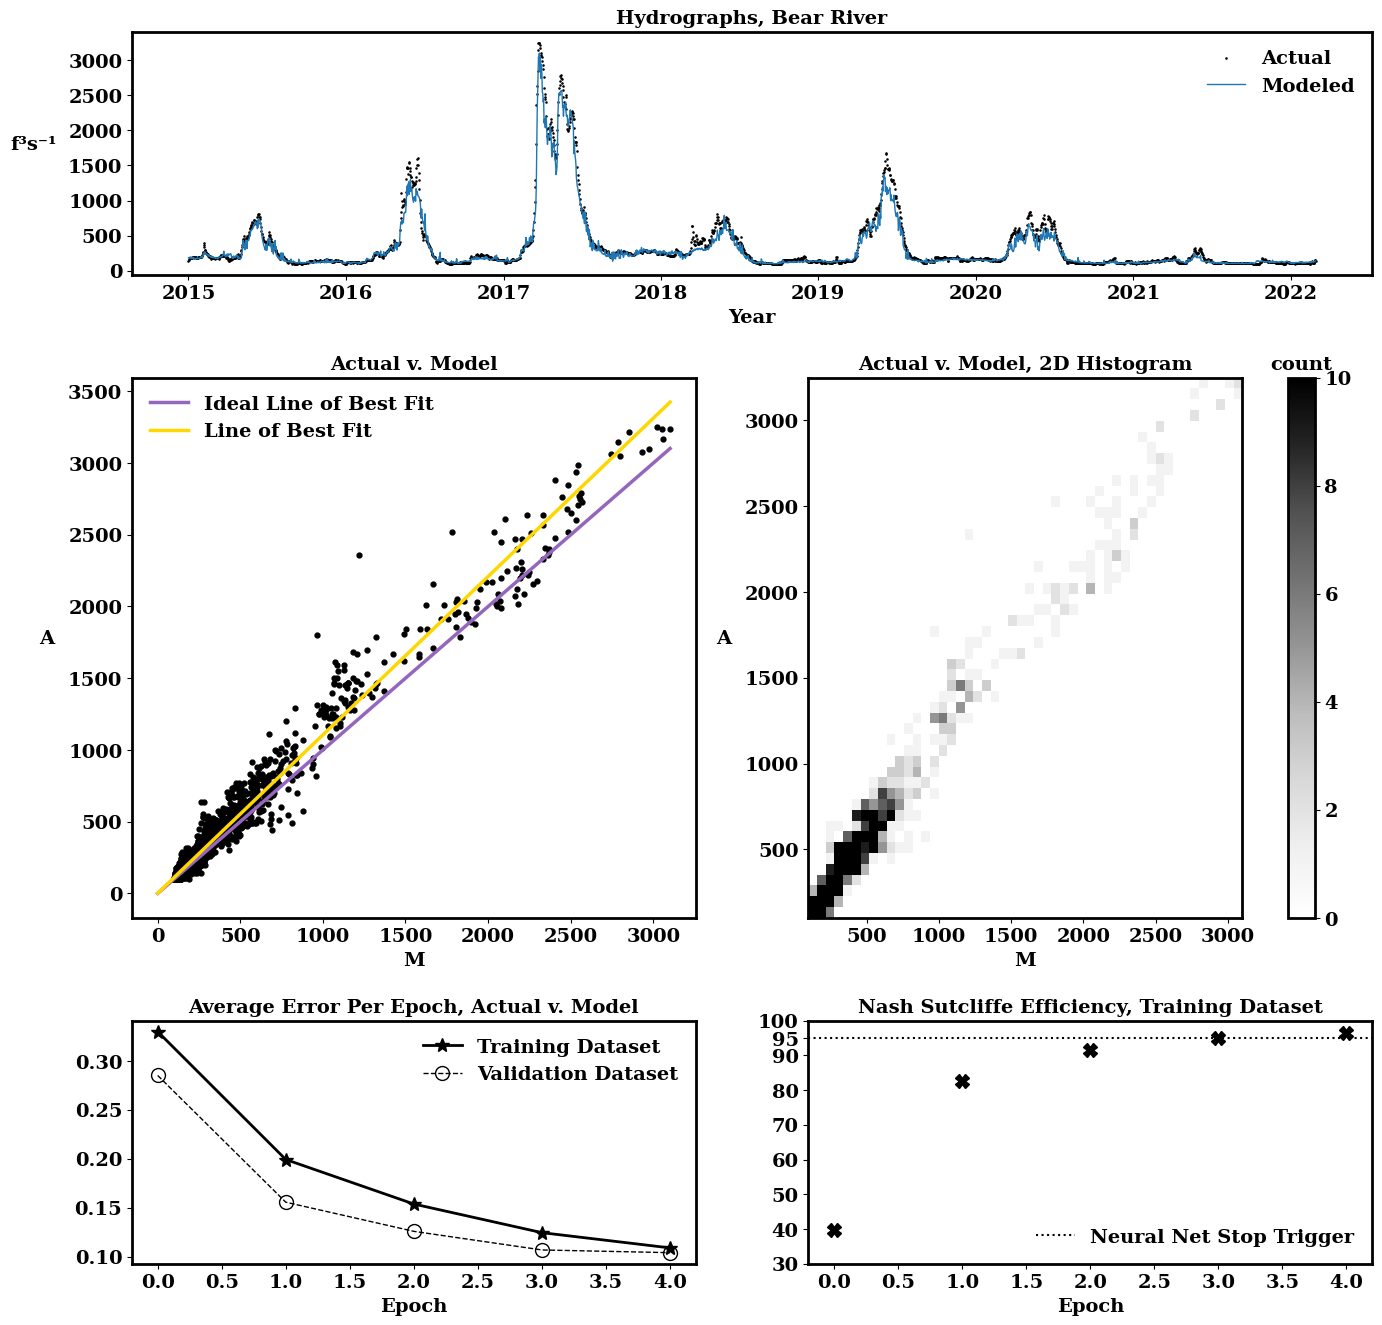 Hydrographs, Bear River
f³s⁻¹
3000
2500
2000
1500
1000
500
0
Actual
Modeled
2015 2016 2017 2018 2019 2020 2021 2022
Year
Actual v. Model
A
3500
3000
2500
2000
1500
1000
500
0
Ideal Line of Best Fit
Line of Best Fit
0 500 1000 1500 2000 2500 3000
M
Actual v. Model, 2D Histogram
A
3000
2500
2000
1500
1000
500
500 1000 1500 2000 2500 3000
M
count
10
8
6
4
2
0
Average Error Per Epoch, Actual v. Model
0.30
0.25
0.20
0.15
0.10
Training Dataset
Validation Dataset
0.0 0.5 1.0 1.5 2.0 2.5 3.0 3.5 4.0
Epoch
Nash Sutcliffe Efficiency, Training Dataset
100
95
90
80
70
60
50
40
30
Neural Net Stop Trigger
0.0 0.5 1.0 1.5 2.0 2.5 3.0 3.5 4.0
Epoch